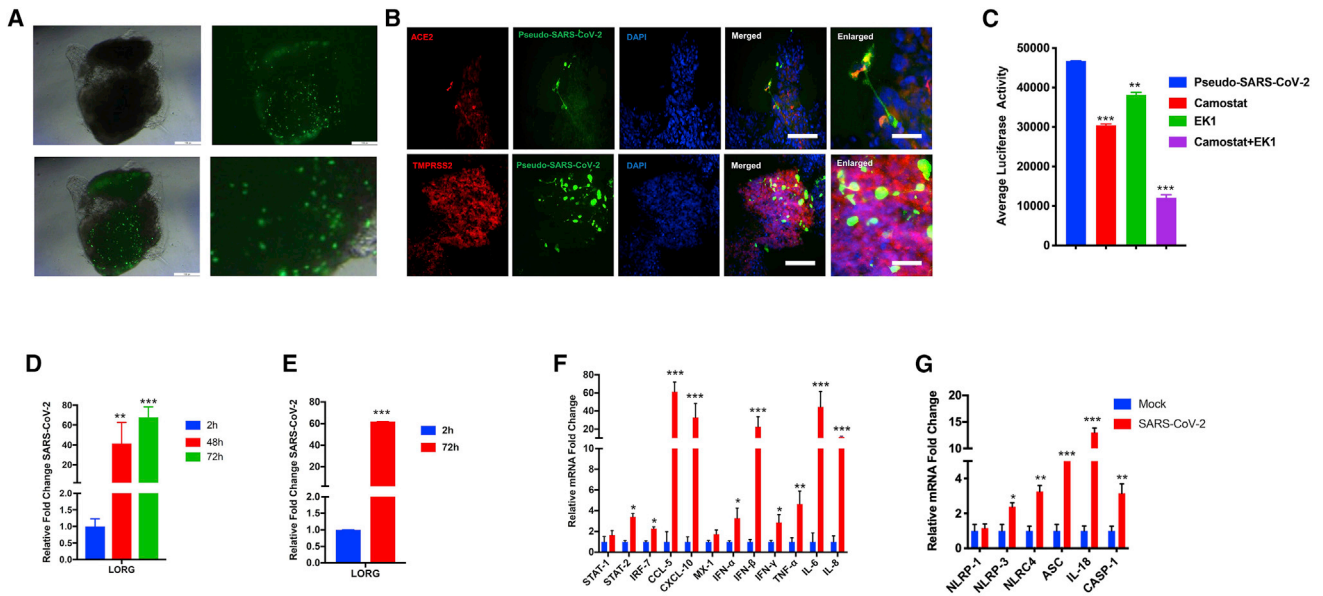 A
B
ACE2
Pseudo-SARS-CoV-2
DAPI
Merged
Enlarged
TMPRSS2
Pseudo-SARS-CoV-2
DAPI
Merged
Enlarged
C
Average Luciferase Activity
50000
40000
30000
20000
10000
0
***
**
***
Pseudo-SARS-CoV-2
Camostat
EK1
Camostat+EK1
D
Relative Fold Change SARS-CoV-2
80
60
40
20
2.0
1.5
1.0
0.5
0.0
**
***
LORG
2h
48h
72h
E
Relative Fold Change SARS-CoV-2
80
60
40
20
2.0
1.5
1.0
0.5
0.0
***
LORG
2h
72h
F
Relative mRNA Fold Change
80
60
40
20
10
8
6
4
2
0
*
*
***
***
*
***
*
**
***
***
STAT-1
STAT-2
IRF-7
CCL-5
CXCL-10
MX-1
IFN-α
IFN-β
IFN-γ
TNF-α
IL-6
IL-8
G
Relative mRNA Fold Change
20
15
10
6
4
2
0
*
**
***
***
**
NLRP-1
NLRP-3
NLRC4
ASC
IL-18
CASP-1
Mock
SARS-CoV-2